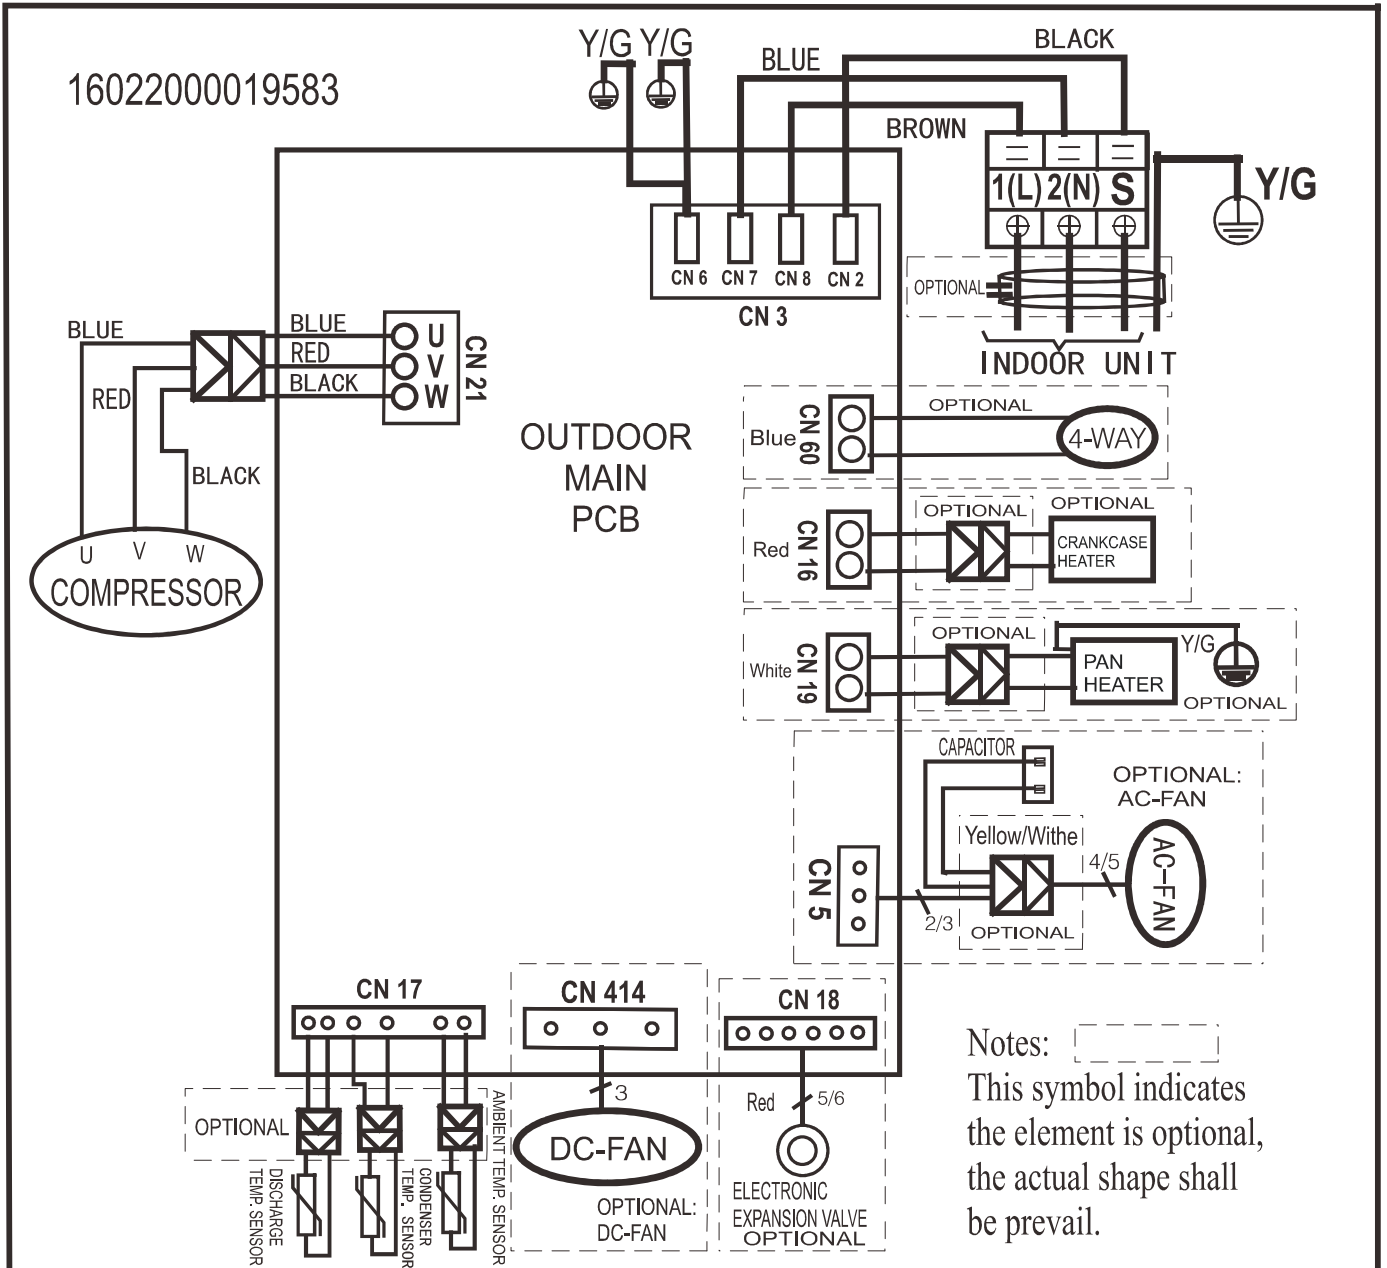 16022000019583
Y/G Y/G
BLUE
BLACK
BROWN
1(L) 2(N) S
Y/G
CN 6 CN 7 CN 8 CN 2
CN 3
OPTIONAL
INDOOR UNIT
BLUE
RED
BLACK
BLUE
RED
BLACK
U
V
W
CN 21
U V W
COMPRESSOR
OUTDOOR
MAIN
PCB
Blue
CN 60
OPTIONAL
4-WAY
Red
CN 16
OPTIONAL
OPTIONAL
CRANKCASE
HEATER
White
CN 19
OPTIONAL
PAN
HEATER
Y/G
OPTIONAL
CAPACITOR
OPTIONAL:
AC-FAN
Yellow/Withe
CN 5
2/3
OPTIONAL
4/5
AC-FAN
CN 17
OPTIONAL
DISCHARGE
TEMP. SENSOR
CONDENSER
TEMP. SENSOR
AMBIENT TEMP. SENSOR
CN 414
3
DC-FAN
OPTIONAL:
DC-FAN
CN 18
Red
5/6
ELECTRONIC
EXPANSION VALVE
OPTIONAL
Notes:
This symbol indicates
the element is optional,
the actual shape shall
be prevail.